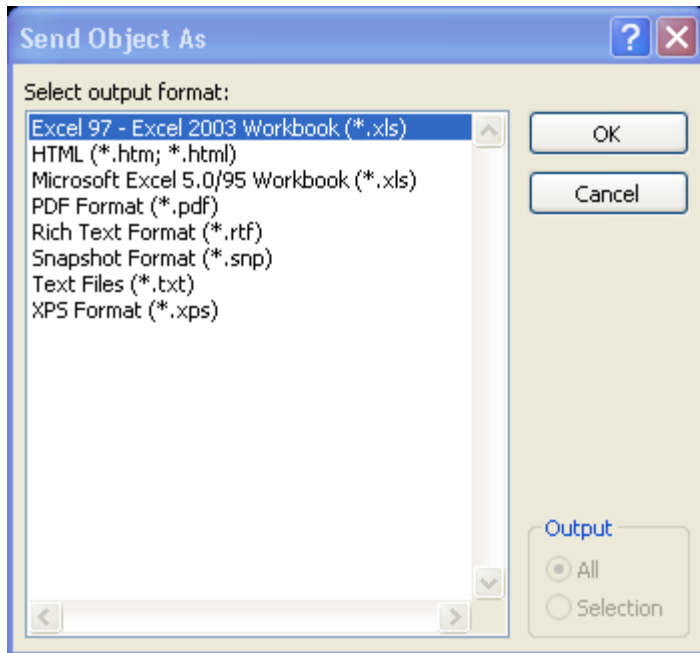 Send Object As
Select output format:
Excel 97 - Excel 2003 Workbook (*.xls)
HTML (*.htm; *.html)
Microsoft Excel 5.0/95 Workbook (*.xls)
PDF Format (*.pdf)
Rich Text Format (*.rtf)
Snapshot Format (*.snp)
Text Files (*.txt)
XPS Format (*.xps)
OK
Cancel
Output
All
Selection